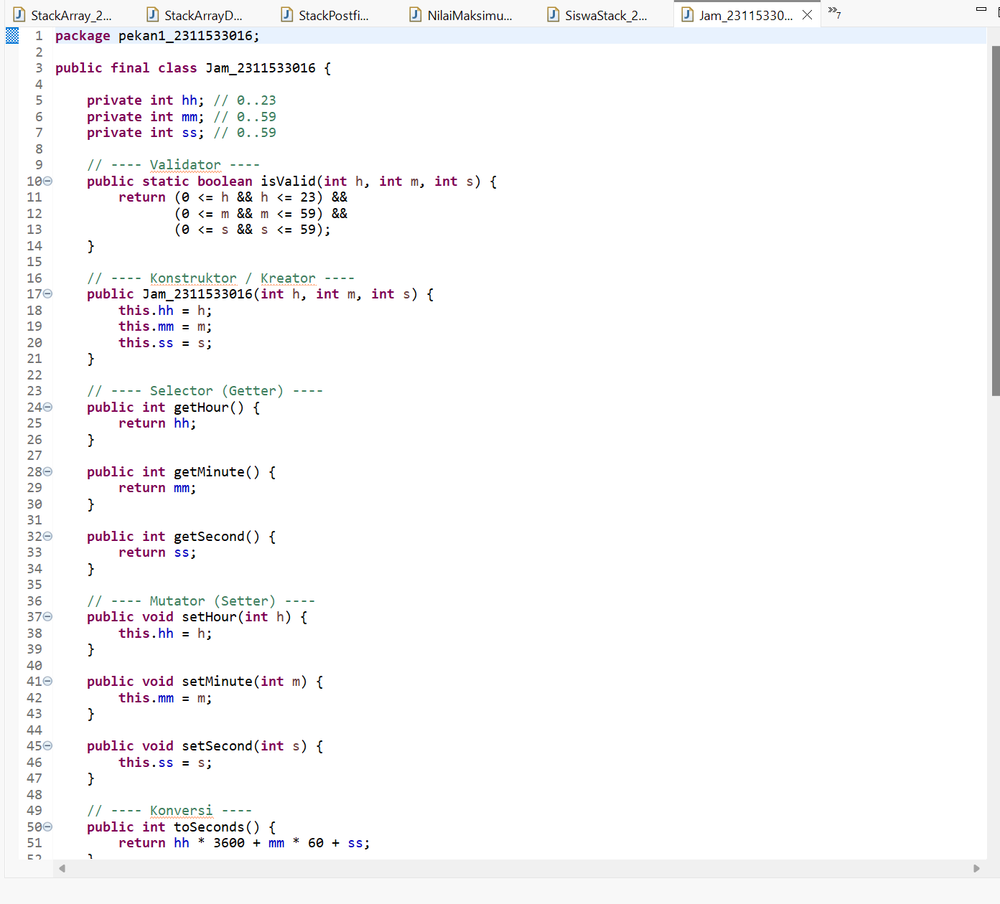 StackArray_2... StackArrayD... StackPostfi... NilaiMaksimu... SiswaStack_2... Jam_23115330... »7
1 package pekan1_2311533016;
2
3 public final class Jam_2311533016 {
4
5     private int hh; // 0..23
6     private int mm; // 0..59
7     private int ss; // 0..59
8
9     // ---- Validator ----
10     public static boolean isValid(int h, int m, int s) {
11         return (0 <= h && h <= 23) &&
12                (0 <= m && m <= 59) &&
13                (0 <= s && s <= 59);
14     }
15
16     // ---- Konstruktor / Kreator ----
17     public Jam_2311533016(int h, int m, int s) {
18         this.hh = h;
19         this.mm = m;
20         this.ss = s;
21     }
22
23     // ---- Selector (Getter) ----
24     public int getHour() {
25         return hh;
26     }
27
28     public int getMinute() {
29         return mm;
30     }
31
32     public int getSecond() {
33         return ss;
34     }
35
36     // ---- Mutator (Setter) ----
37     public void setHour(int h) {
38         this.hh = h;
39     }
40
41     public void setMinute(int m) {
42         this.mm = m;
43     }
44
45     public void setSecond(int s) {
46         this.ss = s;
47     }
48
49     // ---- Konversi ----
50     public int toSeconds() {
51         return hh * 3600 + mm * 60 + ss;
52     }